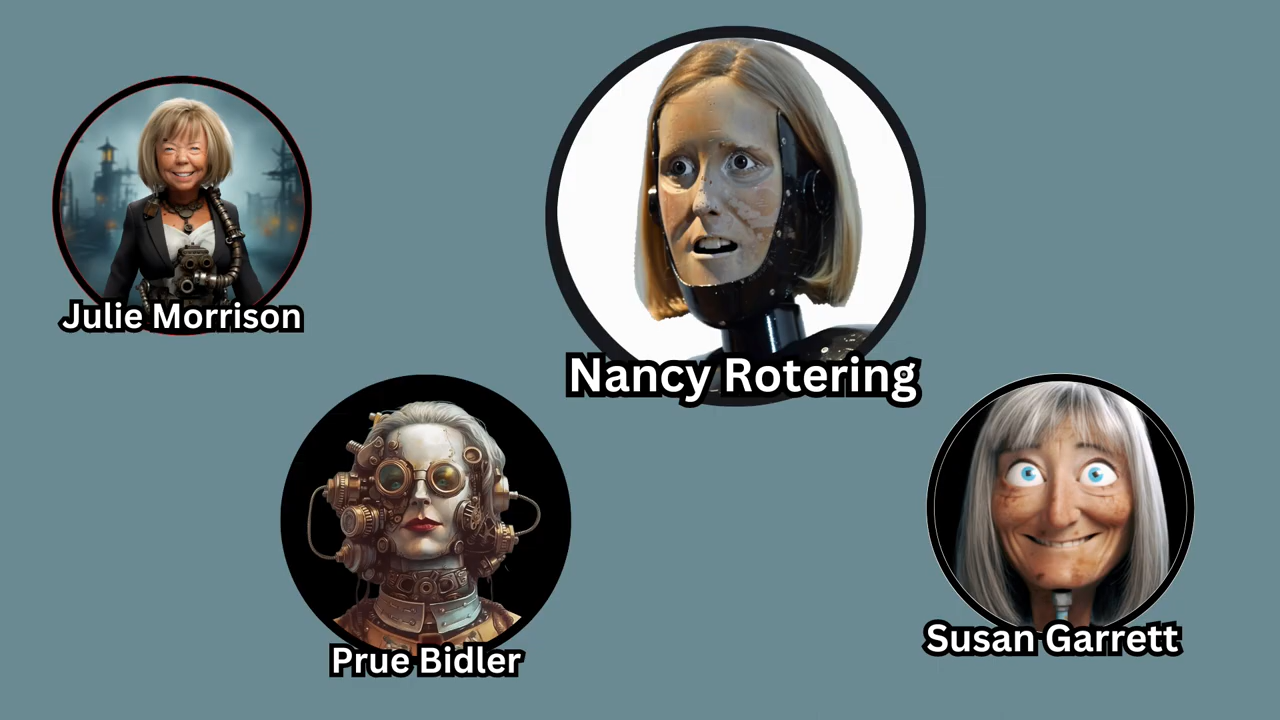 Julie Morrison
Nancy Rotering
Prue Bidler
Susan Garrett